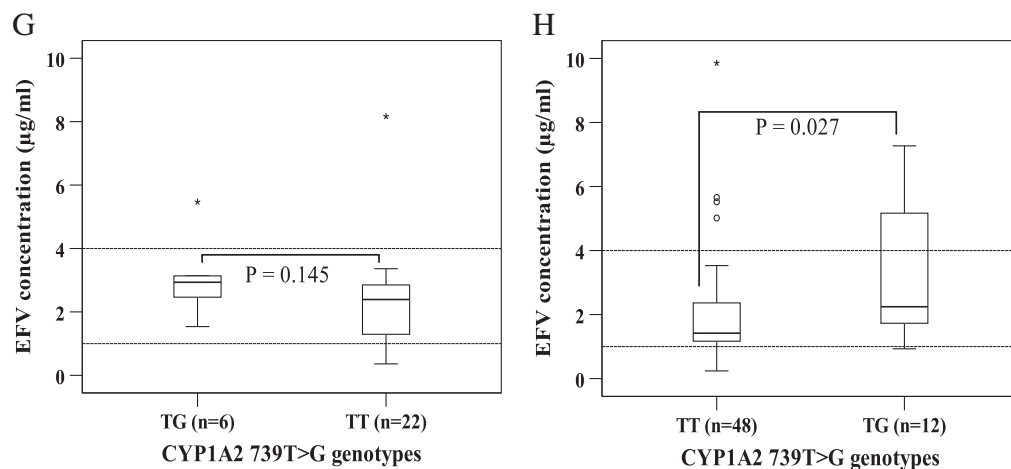 G
EFV concentration (µg/ml)
10
8
6
4
2
0
*
*
P = 0.145
TG (n=6)
TT (n=22)
CYP1A2 739T>G genotypes
H
EFV concentration (µg/ml)
10
8
6
4
2
0
*
P = 0.027
TT (n=48)
TG (n=12)
CYP1A2 739T>G genotypes